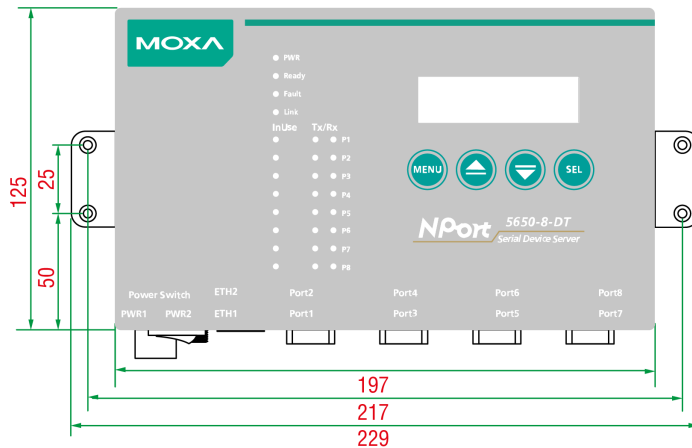 MOXA
PWR
Ready
Fault
Link
InUse Tx/Rx
P1
P2
P3
P4
P5
P6
P7
P8
MENU
SEL
NPort 5650-8-DT
Serial Device Server
Power Switch ETH2 Port2 Port4 Port6 Port8
PWR1 PWR2 ETH1 Port1 Port3 Port5 Port7
125
25
50
197
217
229